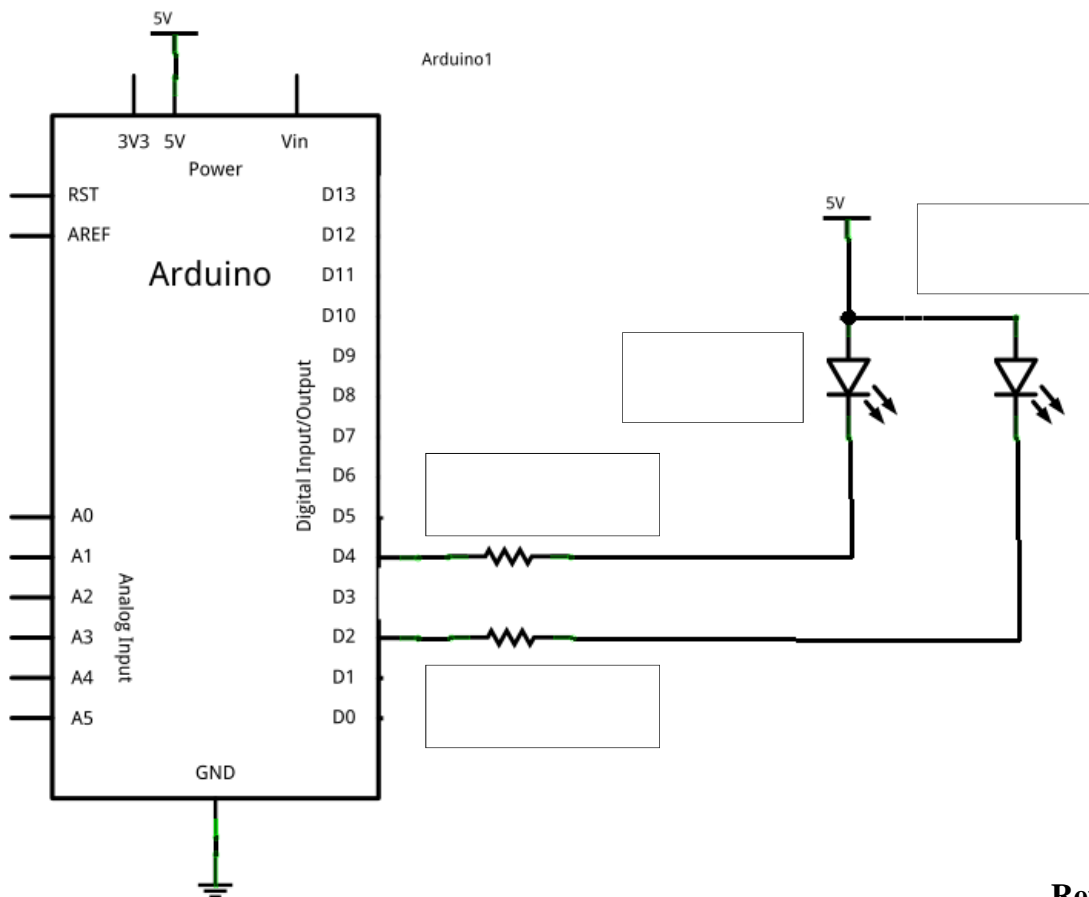 5V
Arduino1
3V3 5V Vin
Power
RST D13
AREF D12
5V
Arduino D11
D10
D9
D8
D7
D6
Digital Input/Output
A0 D5
A1 D4
A2 D3
A3 D2
A4 D1
A5 D0
Analog Input
GND